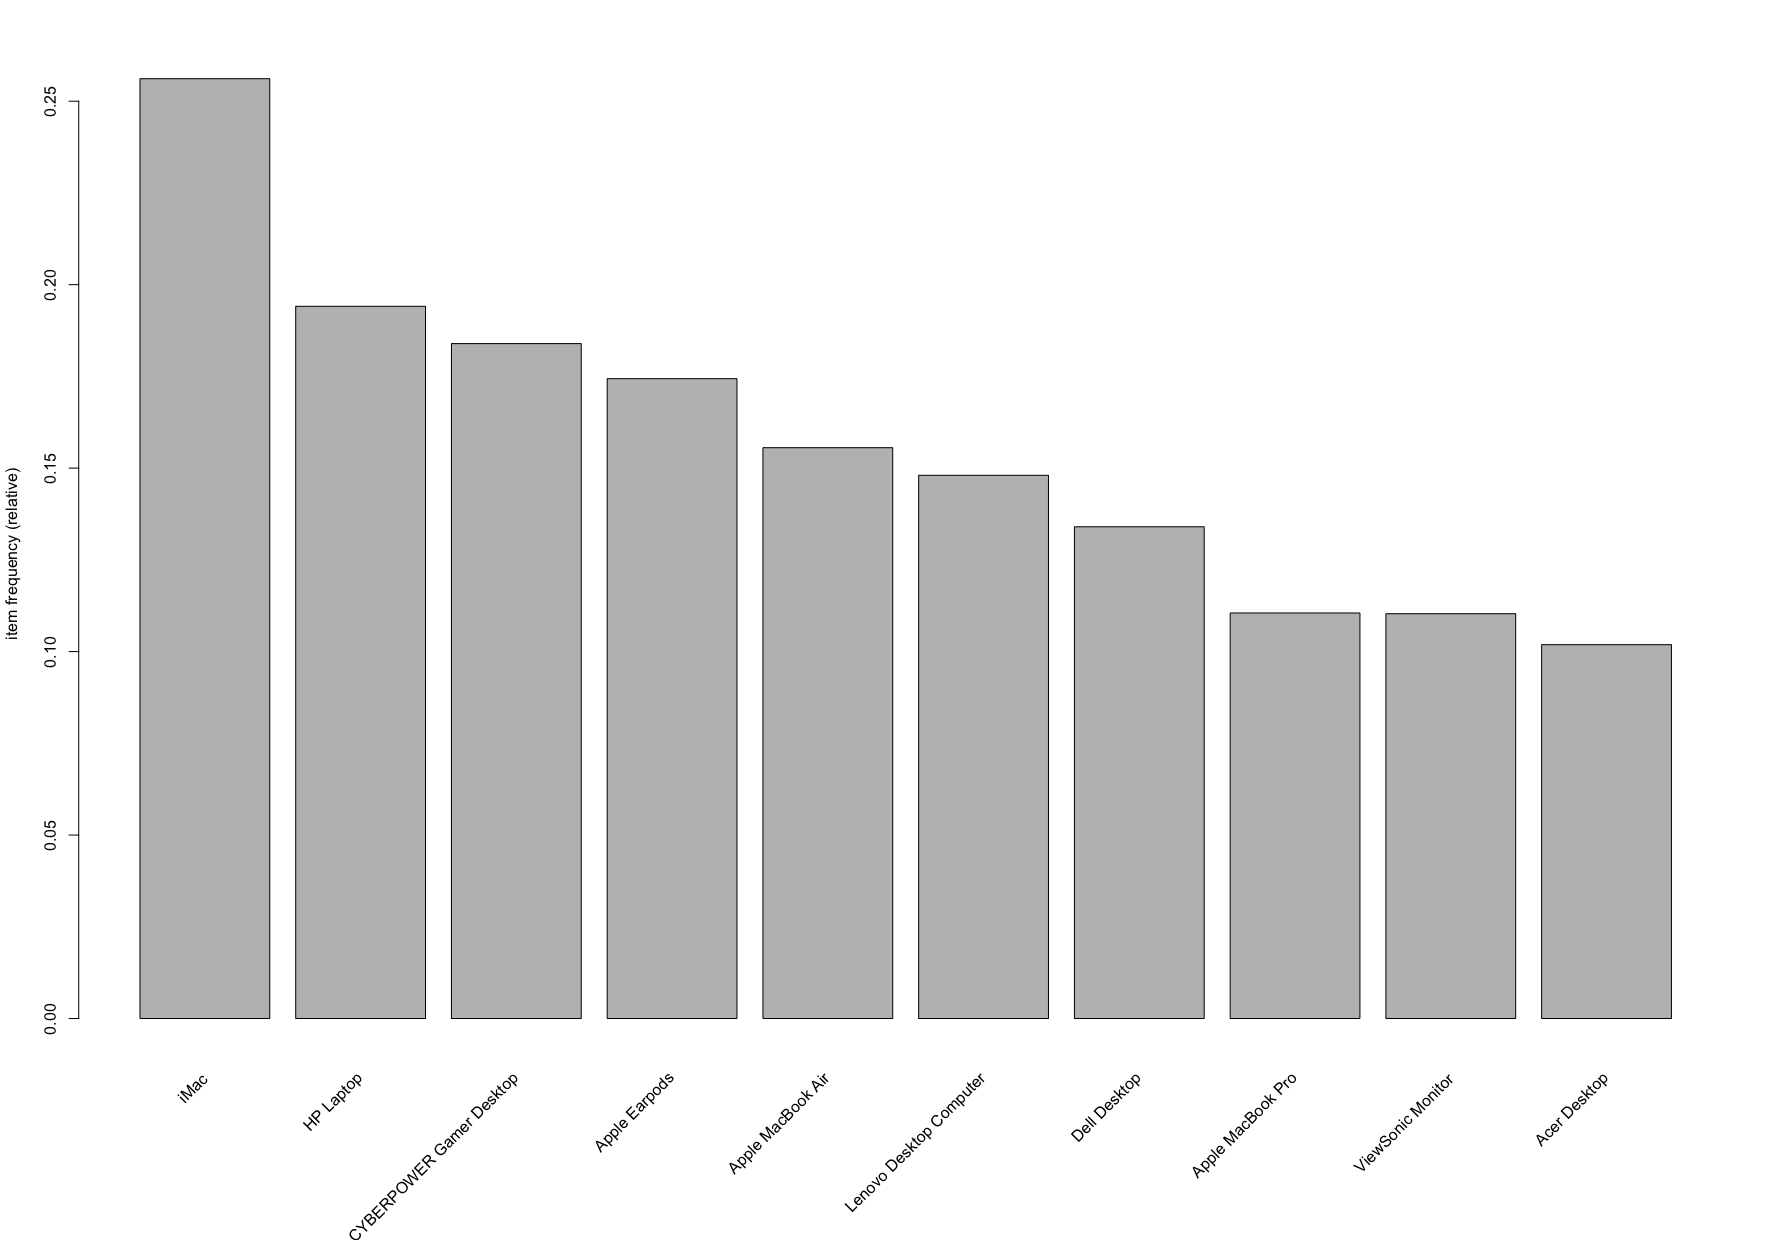 item frequency (relative)
0.25
0.20
0.15
0.10
0.05
0.00
iMac
HP Laptop
CYBERPOWER Gamer Desktop
Apple Earpods
Apple MacBook Air
Lenovo Desktop Computer
Dell Desktop
Apple MacBook Pro
ViewSonic Monitor
Acer Desktop